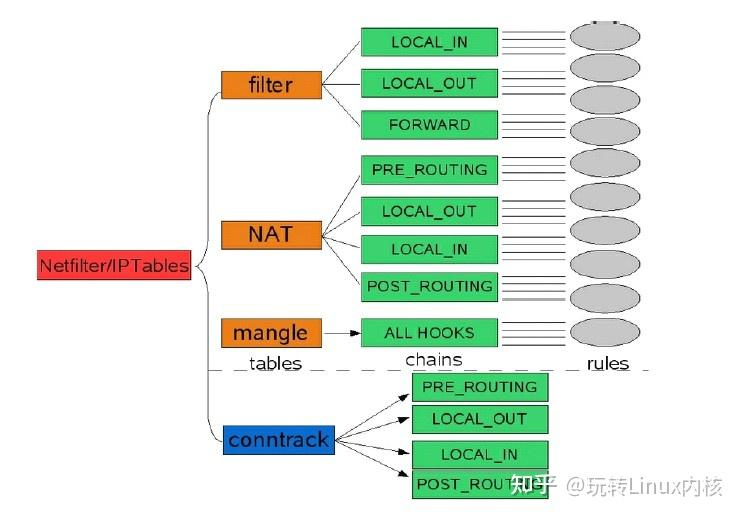 LOCAL_IN
filter
LOCAL_OUT
FORWARD
PRE_ROUTING
NAT
LOCAL_OUT
LOCAL_IN
Netfilter/IPTables
POST_ROUTING
mangle
ALL HOOKS
tables
chains
rules
PRE_ROUTING
LOCAL_OUT
conntrack
LOCAL_IN
POST_ROUTING
知乎 @玩转Linux内核